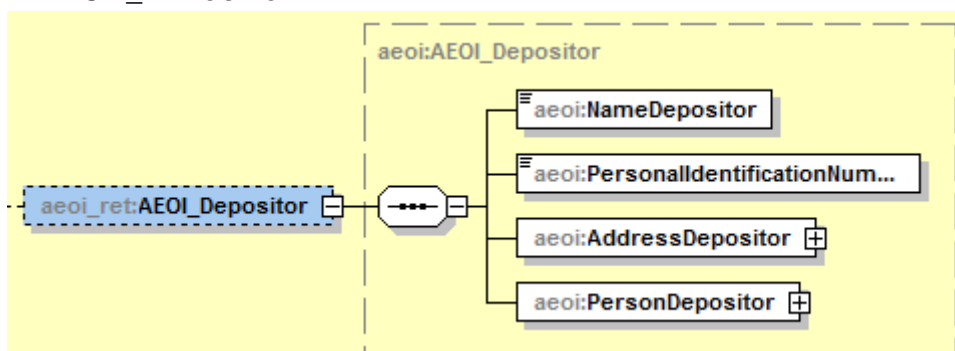 aeoi:AEOI_Depositor
aeoi:NameDepositor
aeoi:PersonalIdentificationNum...
aeoi_ret:AEOI_Depositor
aeoi:AddressDepositor
aeoi:PersonDepositor